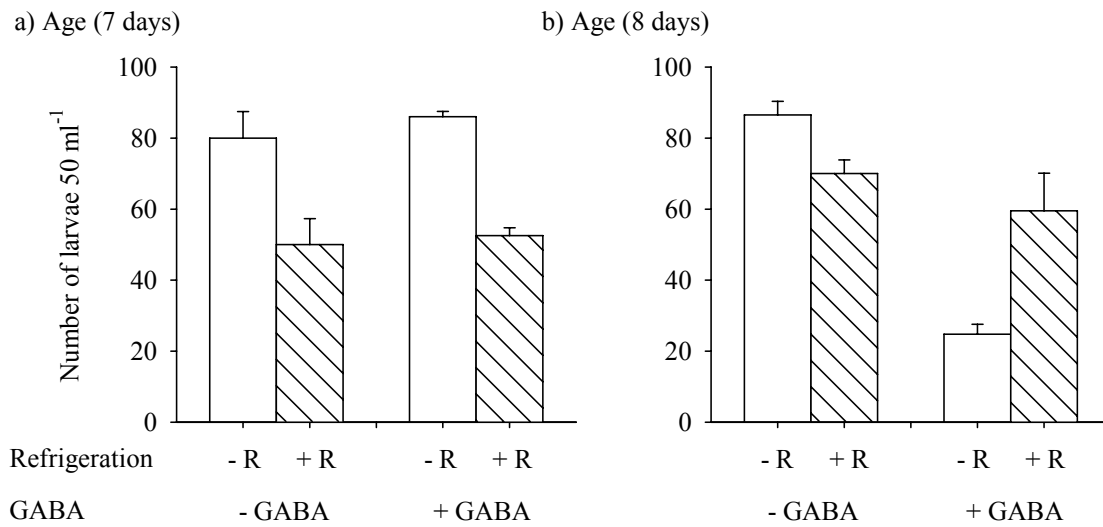 a) Age (7 days)
b) Age (8 days)
Number of larvae 50 ml⁻¹
100
80
60
40
20
0
100
80
60
40
20
0
Refrigeration - R + R - R + R - R + R - R + R
GABA - GABA + GABA - GABA + GABA